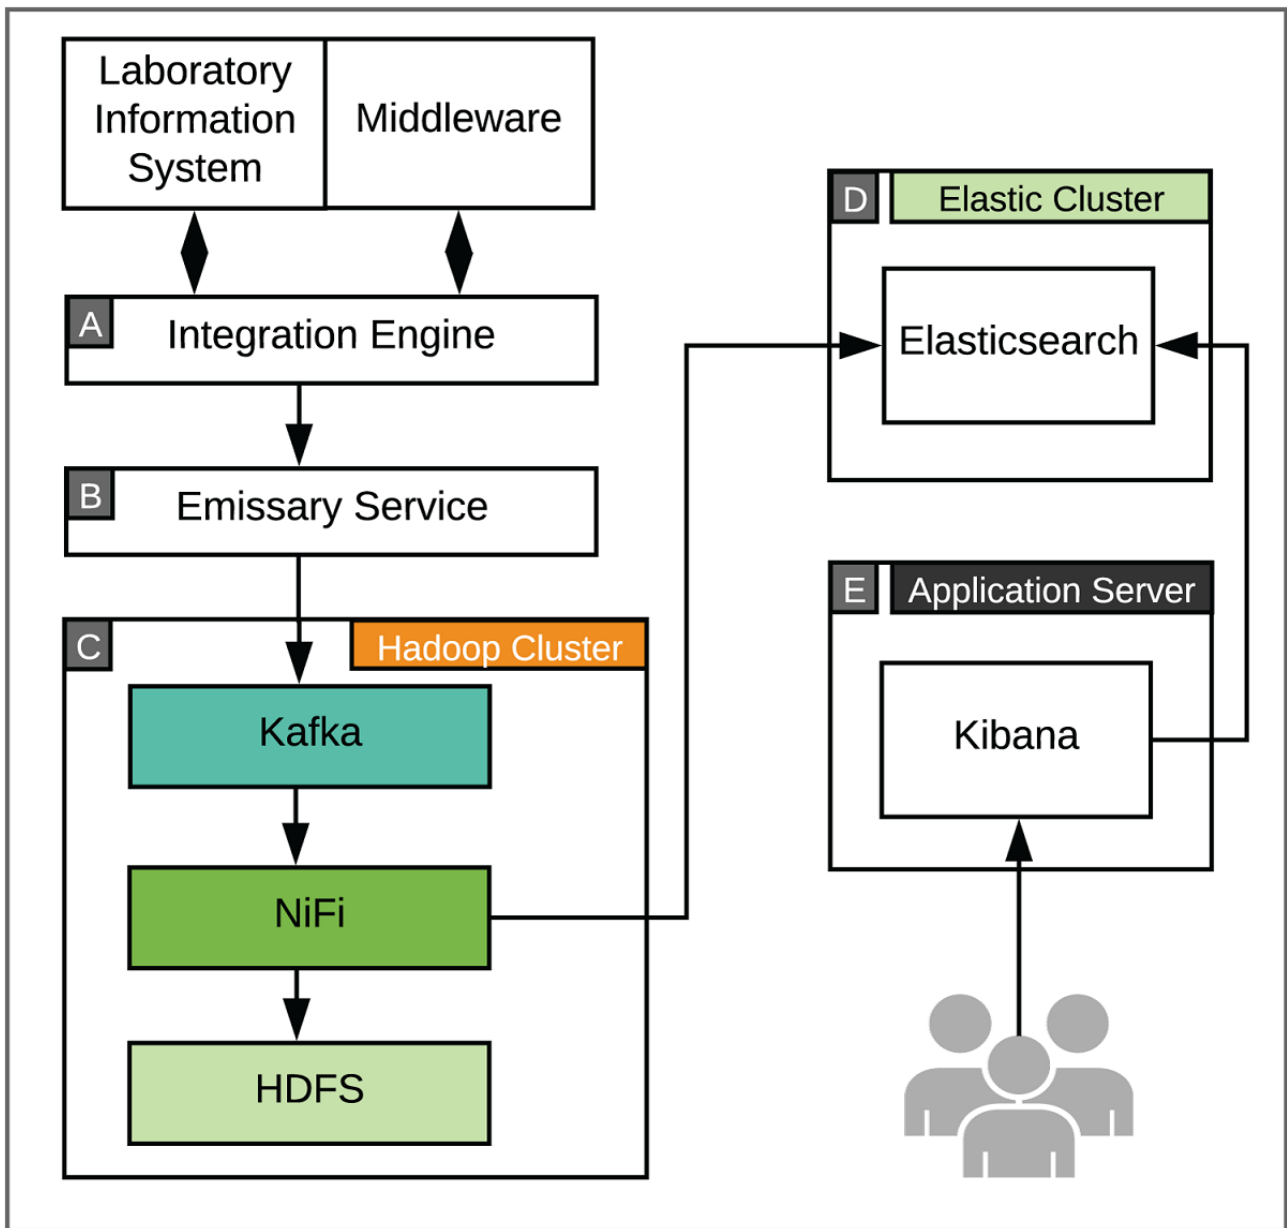 Laboratory
Information
System
Middleware
A
Integration Engine
B
Emissary Service
C
Hadoop Cluster
Kafka
NiFi
HDFS
D
Elastic Cluster
Elasticsearch
E
Application Server
Kibana